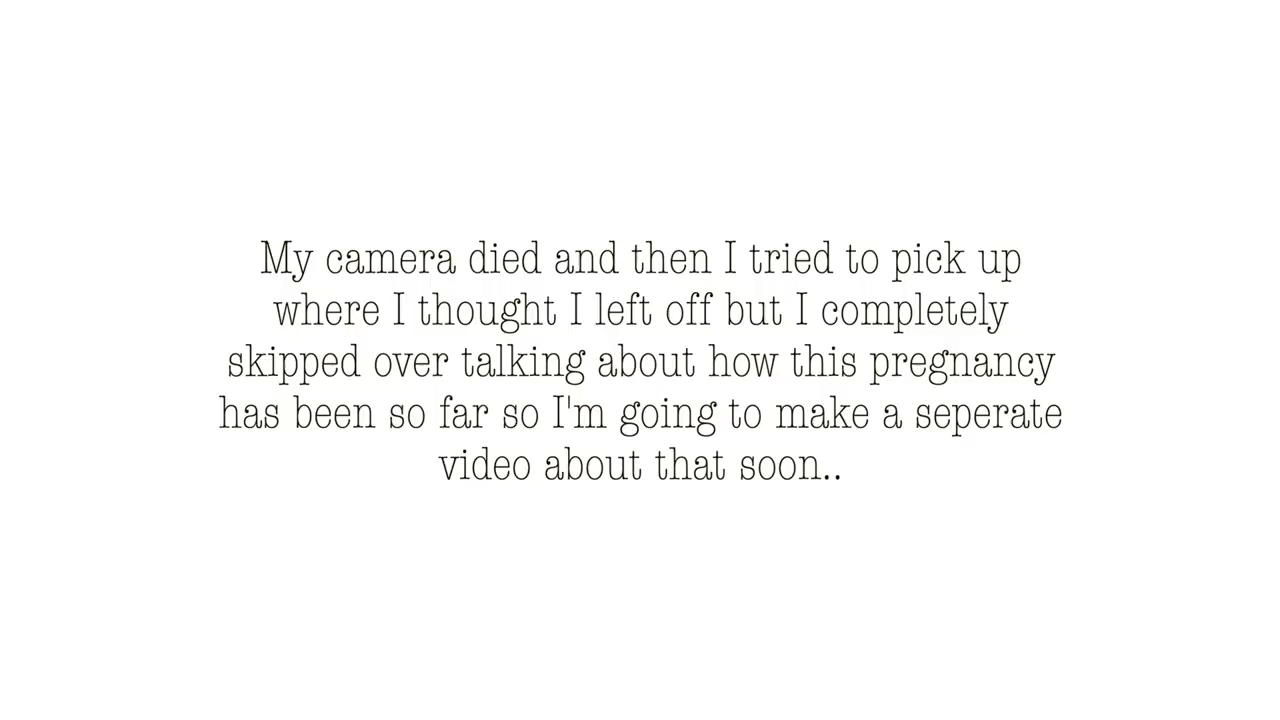 My camera died and then I tried to pick up
where I thought I left off but I completely
skipped over talking about how this pregnancy
has been so far so I'm going to make a seperate
video about that soon..